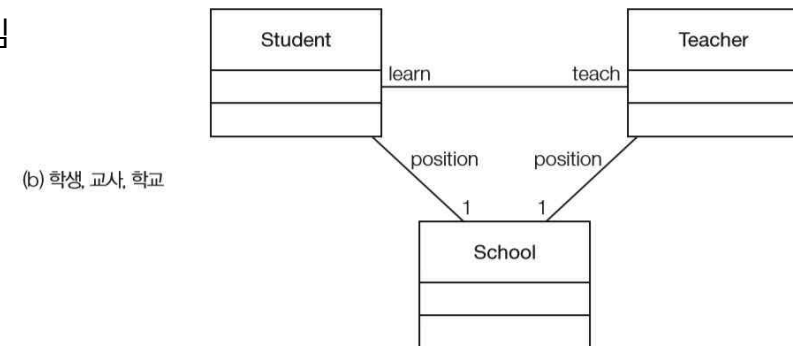 Student
Teacher
learn
teach
(b) 학생, 교사, 학교
position
position
1
1
School